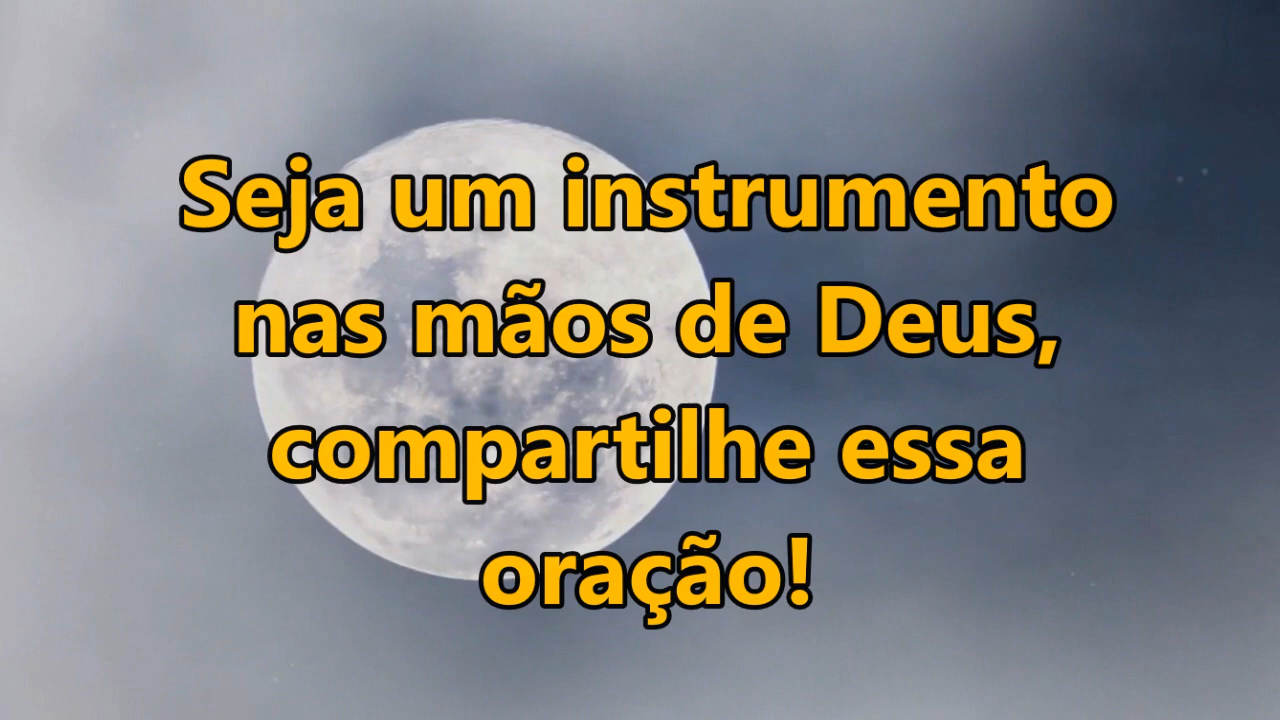 Seja um instrumento
nas mãos de Deus,
compartilhe essa
oração!